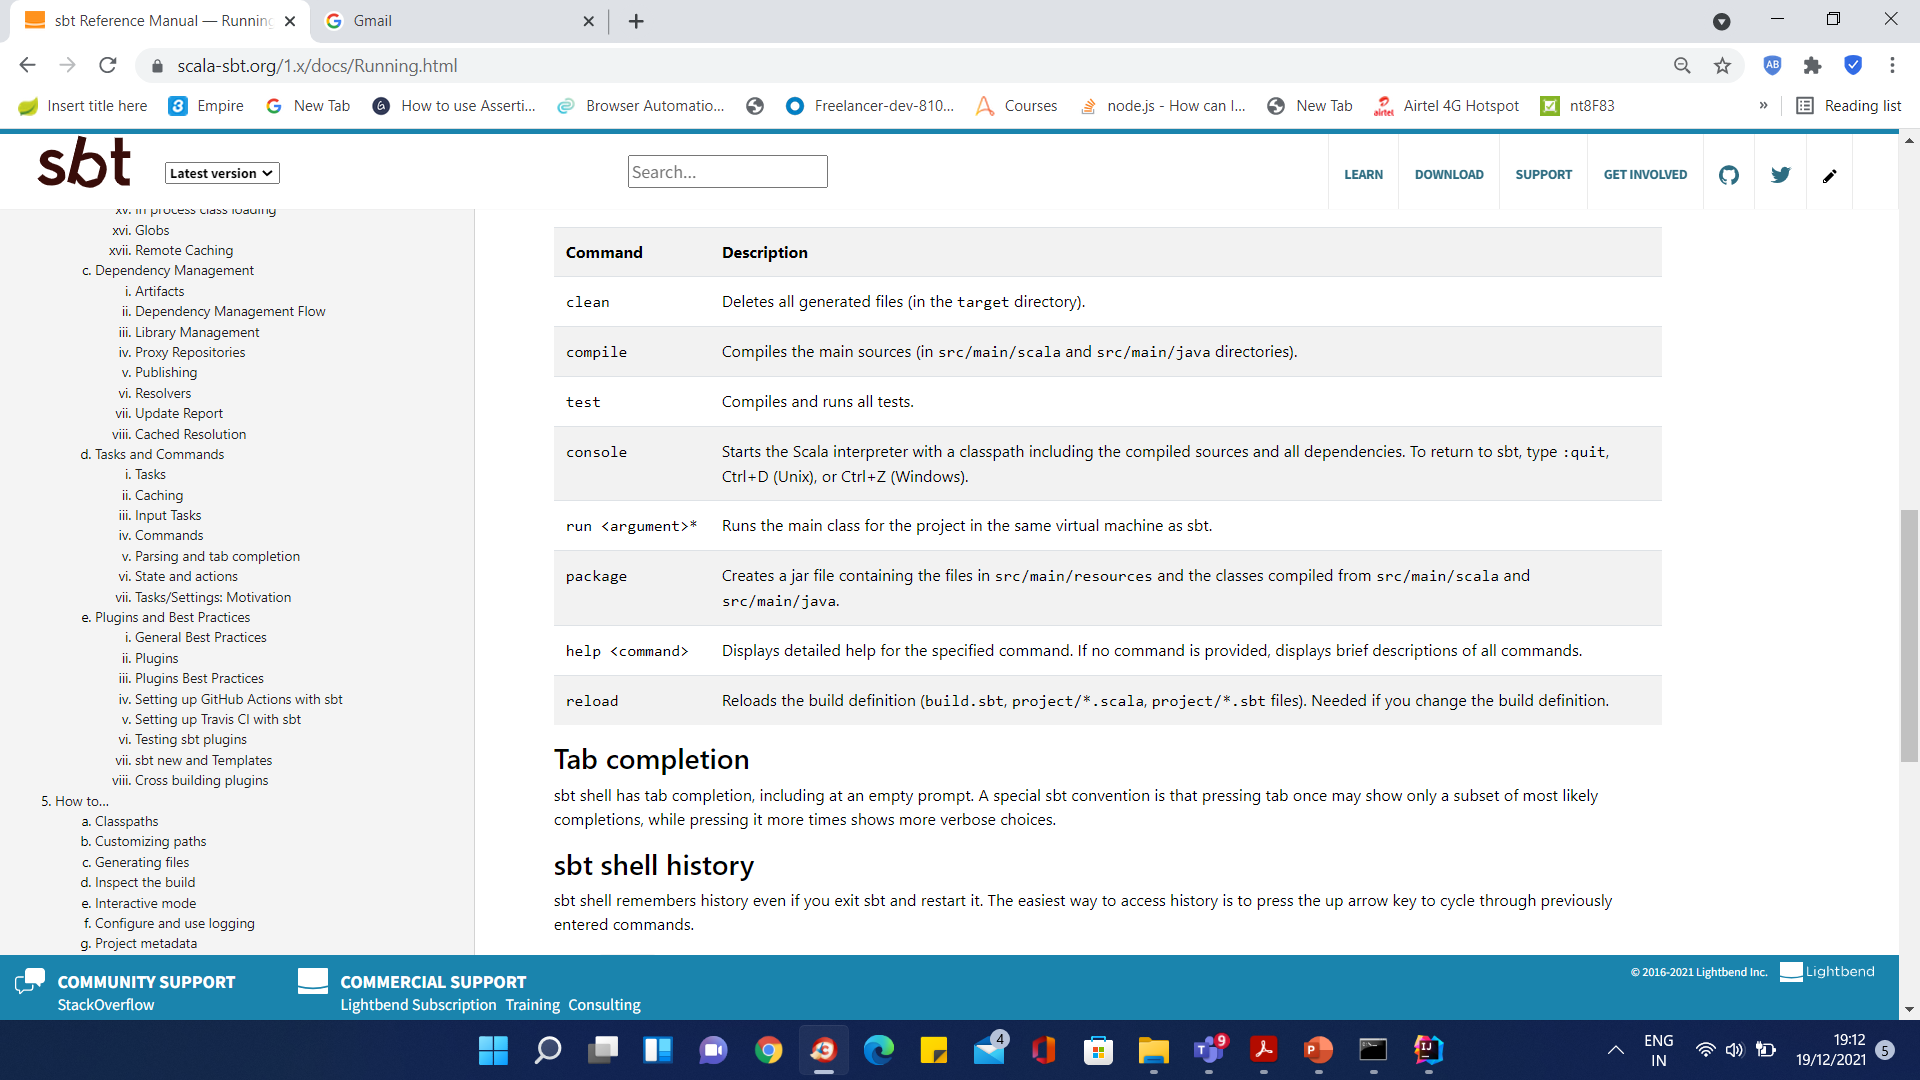 sbt Reference Manual — Running
Gmail
scala-sbt.org/1.x/docs/Running.html
Insert title here
Empire
New Tab
How to use Asserti...
Browser Automatio...
Freelancer-dev-810...
Courses
node.js - How can I...
New Tab
Airtel 4G Hotspot
nt8F83
»
Reading list
sbt
Latest version
Search...
LEARN
DOWNLOAD
SUPPORT
GET INVOLVED
xv. In process class loading
xvi. Globs
xvii. Remote Caching
c. Dependency Management
i. Artifacts
ii. Dependency Management Flow
iii. Library Management
iv. Proxy Repositories
v. Publishing
vi. Resolvers
vii. Update Report
viii. Cached Resolution
d. Tasks and Commands
i. Tasks
ii. Caching
iii. Input Tasks
iv. Commands
v. Parsing and tab completion
vi. State and actions
vii. Tasks/Settings: Motivation
e. Plugins and Best Practices
i. General Best Practices
ii. Plugins
iii. Plugins Best Practices
iv. Setting up GitHub Actions with sbt
v. Setting up Travis CI with sbt
vi. Testing sbt plugins
vii. sbt new and Templates
viii. Cross building plugins
5. How to...
a. Classpaths
b. Customizing paths
c. Generating files
d. Inspect the build
e. Interactive mode
f. Configure and use logging
g. Project metadata
Command Description
clean Deletes all generated files (in the target directory).
compile Compiles the main sources (in src/main/scala and src/main/java directories).
test Compiles and runs all tests.
console Starts the Scala interpreter with a classpath including the compiled sources and all dependencies. To return to sbt, type :quit,
Ctrl+D (Unix), or Ctrl+Z (Windows).
run <argument>* Runs the main class for the project in the same virtual machine as sbt.
package Creates a jar file containing the files in src/main/resources and the classes compiled from src/main/scala and
src/main/java.
help <command> Displays detailed help for the specified command. If no command is provided, displays brief descriptions of all commands.
reload Reloads the build definition (build.sbt, project/*.scala, project/*.sbt files). Needed if you change the build definition.
Tab completion
sbt shell has tab completion, including at an empty prompt. A special sbt convention is that pressing tab once may show only a subset of most likely
completions, while pressing it more times shows more verbose choices.
sbt shell history
sbt shell remembers history even if you exit sbt and restart it. The easiest way to access history is to press the up arrow key to cycle through previously
entered commands.
COMMUNITY SUPPORT
StackOverflow
COMMERCIAL SUPPORT
Lightbend Subscription Training Consulting
© 2016-2021 Lightbend Inc.
Lightbend
4
9
ENG
IN
19:12
19/12/2021
5